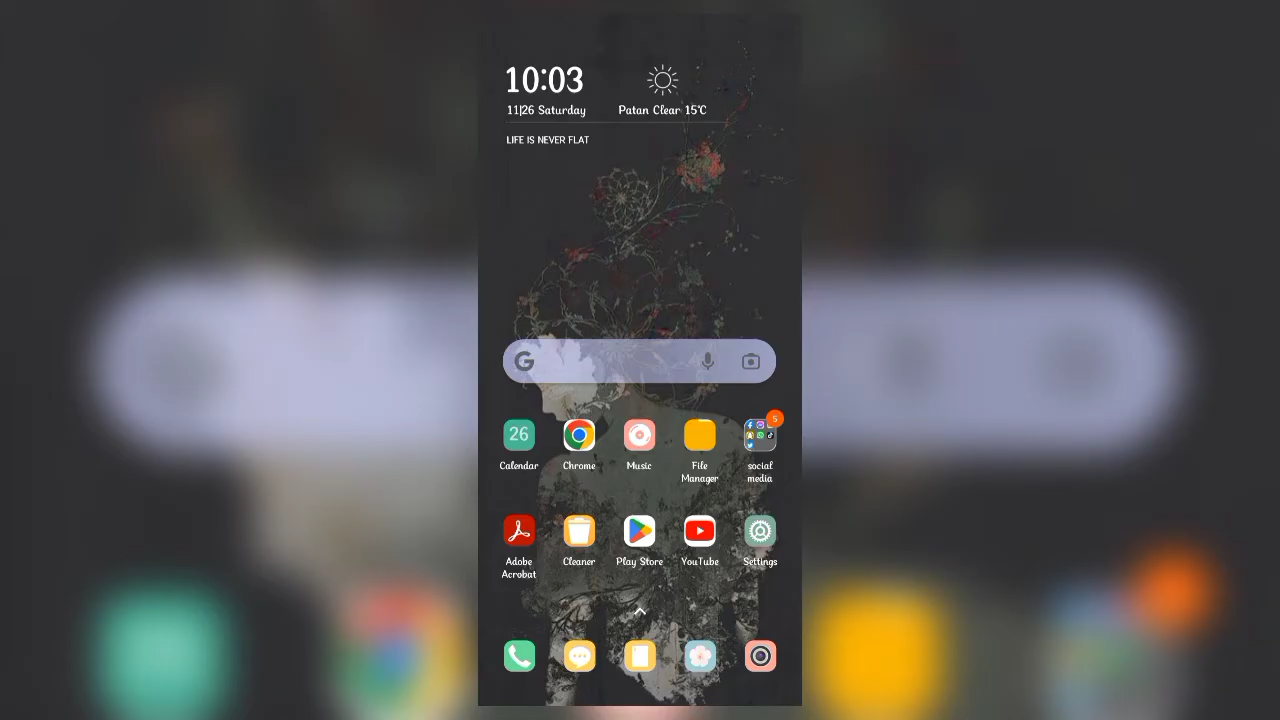 10:03
11|26 Saturday
Patan Clear 15°C
LIFE IS NEVER FLAT
G
5
26
Calendar
Chrome
Music
File
Manager
social
media
Adobe
Acrobat
Cleaner
Play Store
YouTube
Settings